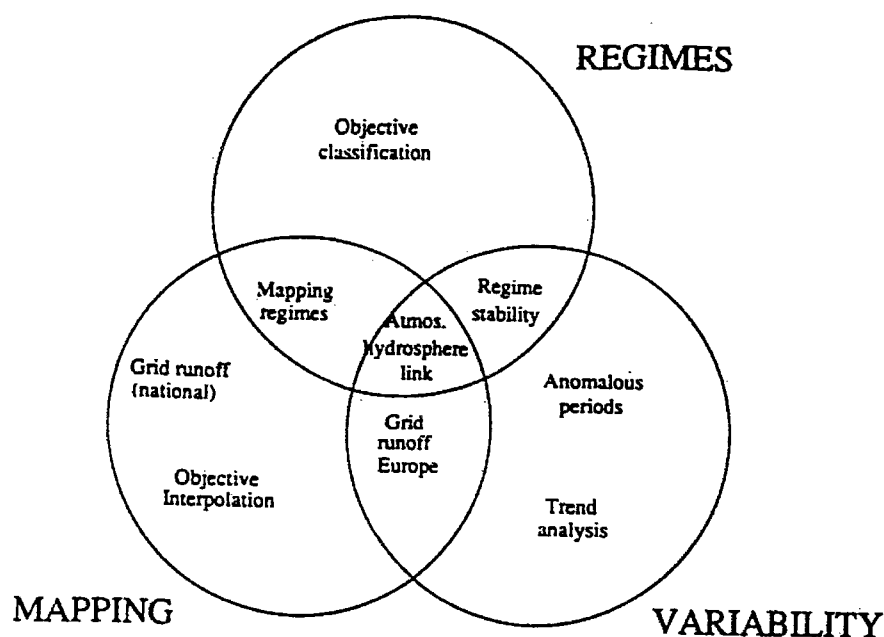 REGIMES
Objective
classification
Mapping
regimes
Regime
stability
Atmos.
hydrosphere
link
Grid runoff
(national)
Anomalous
periods
Grid
runoff
Europe
Objective
Interpolation
Trend
analysis
MAPPING
VARIABILITY